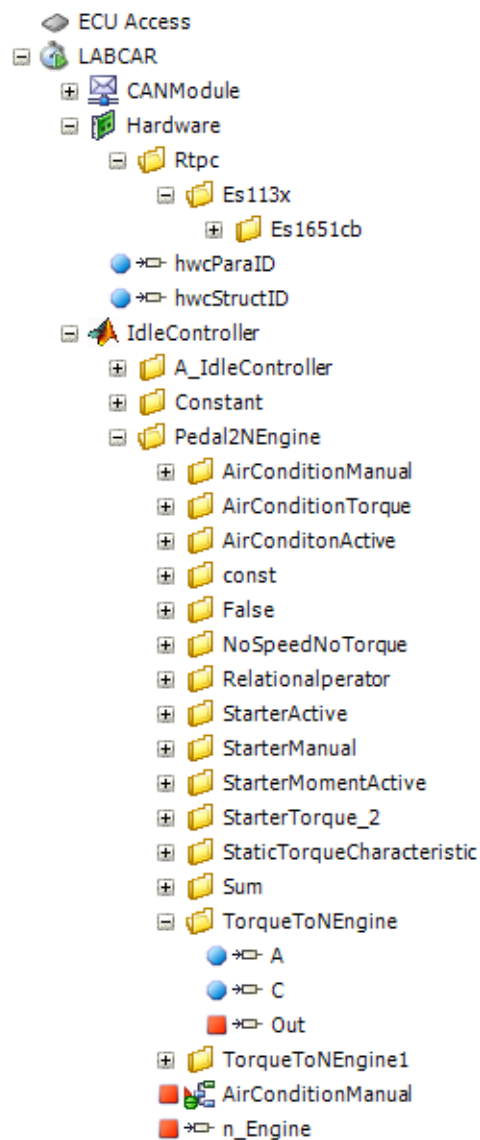 ECU Access
LABCAR
CANModule
Hardware
Rtpc
Es113x
Es1651cb
hwcParaID
hwcStructID
IdleController
A_IdleController
Constant
Pedal2NEngine
AirConditionManual
AirConditionTorque
AirConditonActive
const
False
NoSpeedNoTorque
Relationalperator
StarterActive
StarterManual
StarterMomentActive
StarterTorque_2
StaticTorqueCharacteristic
Sum
TorqueToNEngine
A
C
Out
TorqueToNEngine1
AirConditionManual
n_Engine